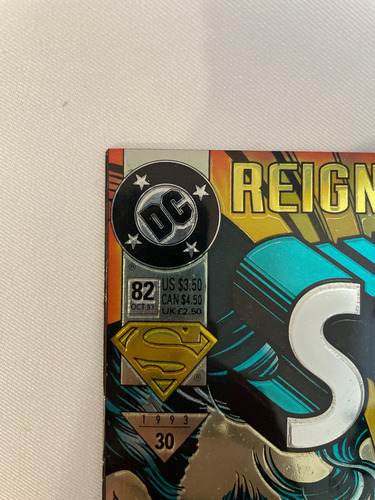 DC
REIGN
82
OCT 93
US $3.50
CAN $4.50
UK £2.50
S
S
1993
30